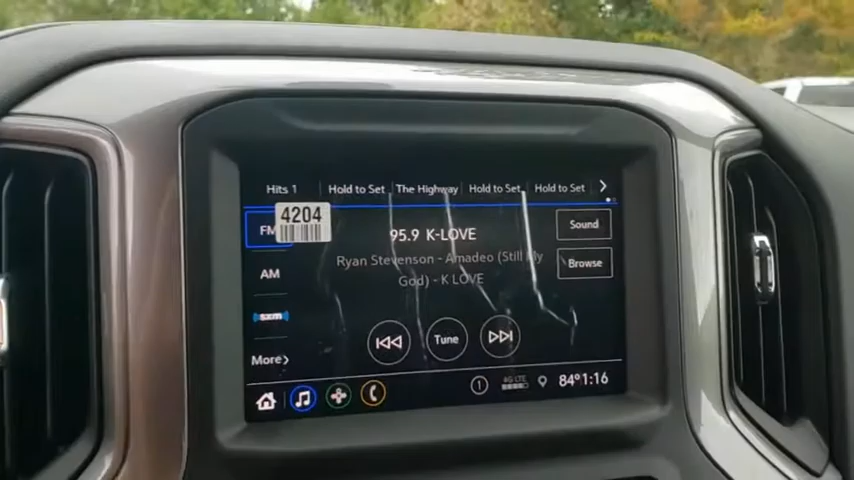 Hits 1 Hold to Set The Highway Hold to Set Hold to Set
FM
4204
95.9 K-LOVE
Sound
Ryan Stevenson - Amadeo (Still My
God) - K LOVE
Browse
AM
SXM
Tune
More
1 4G LTE 84° 1:16